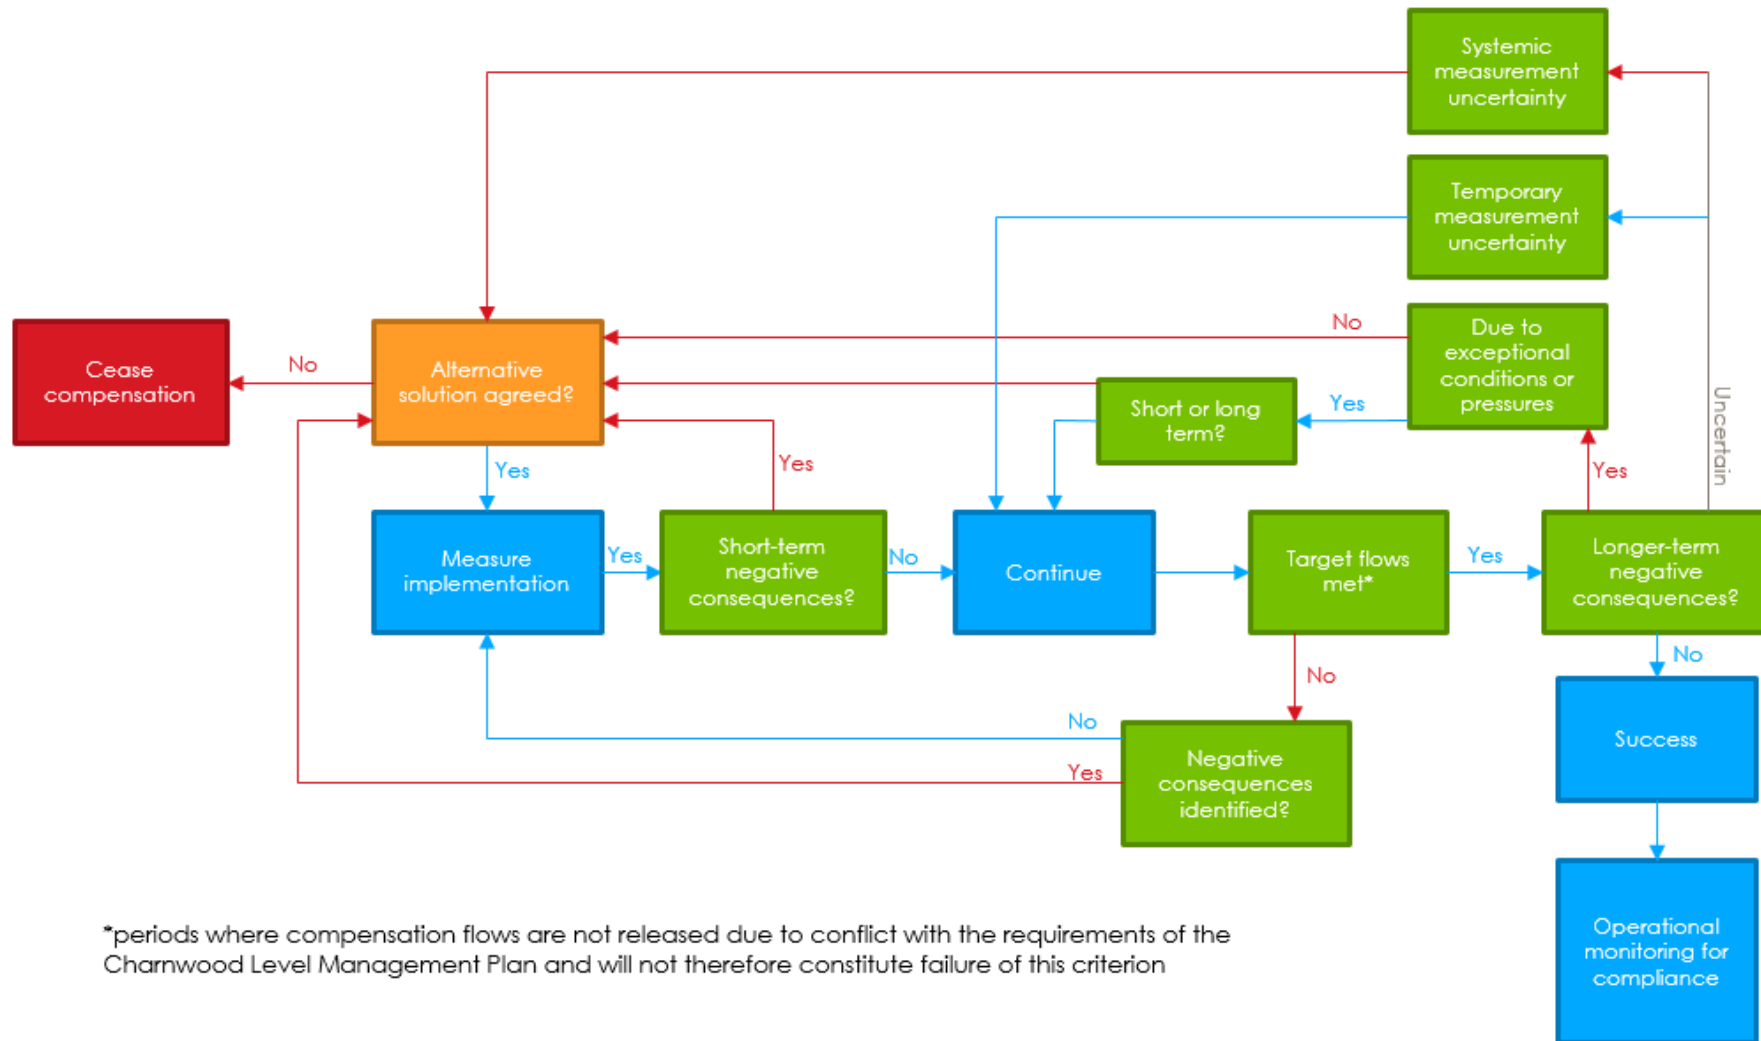 Systemic
measurement
uncertainty
Temporary
measurement
uncertainty
Due to
exceptional
conditions or
pressures
No
Yes
Short or long
term?
Uncertain
Yes
Cease
compensation
No
Alternative
solution agreed?
Yes
Yes
Measure
implementation
Yes
Short-term
negative
consequences?
No
Continue
Target flows
met*
Yes
Longer-term
negative
consequences?
No
No
Success
No
Yes
Negative
consequences
identified?
Operational
monitoring for
compliance
*periods where compensation flows are not released due to conflict with the requirements of the
Charnwood Level Management Plan and will not therefore constitute failure of this criterion